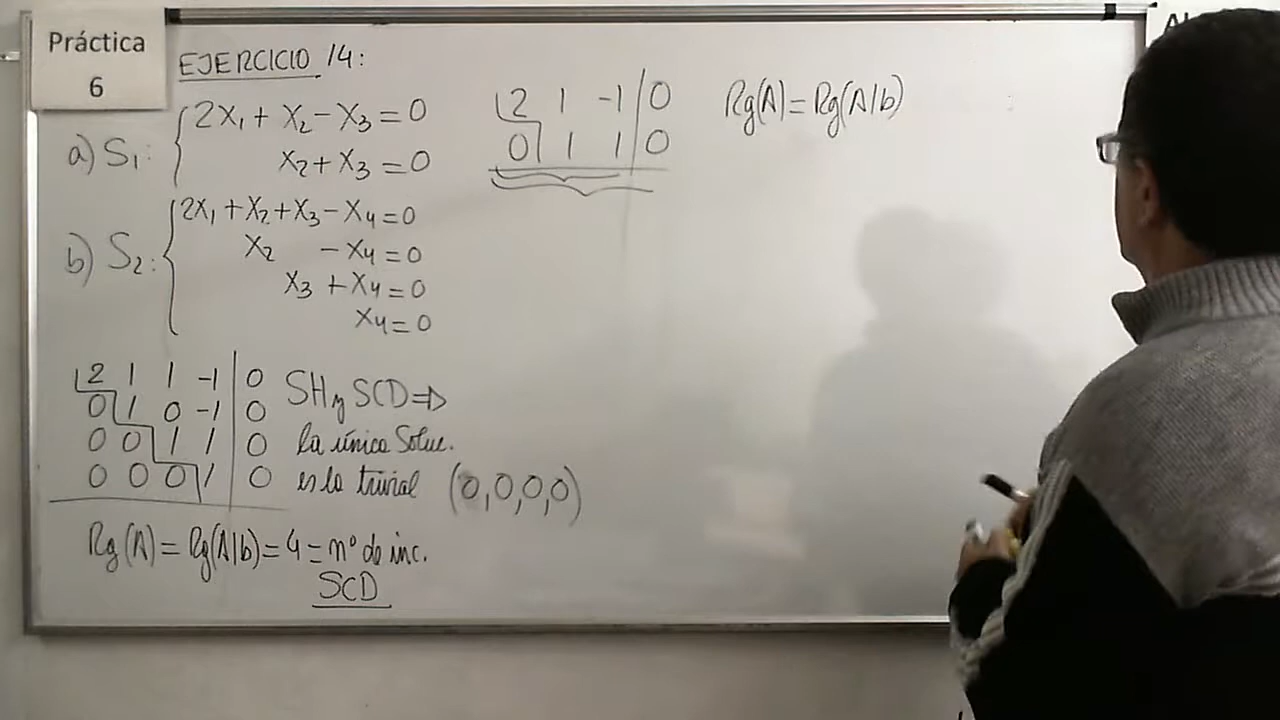 Práctica
6
EJERCICIO 14:
a) S₁: 2x₁ + x₂ - x₃ = 0
x₂ + x₃ = 0
2 1 -1 | 0
0 1 1 | 0
Rg(A) = Rg(A|b)
b) S₂: 2x₁ + x₂ + x₃ - x₄ = 0
x₂ - x₄ = 0
x₃ + x₄ = 0
x₄ = 0
2 1 1 -1 | 0
0 1 0 -1 | 0
0 0 1 1 | 0
0 0 0 1 | 0
SH y SCD ⇒
la única Soluc.
es la trivial (0,0,0,0)
Rg(A) = Rg(A|b) = 4 = nº de inc.
SCD